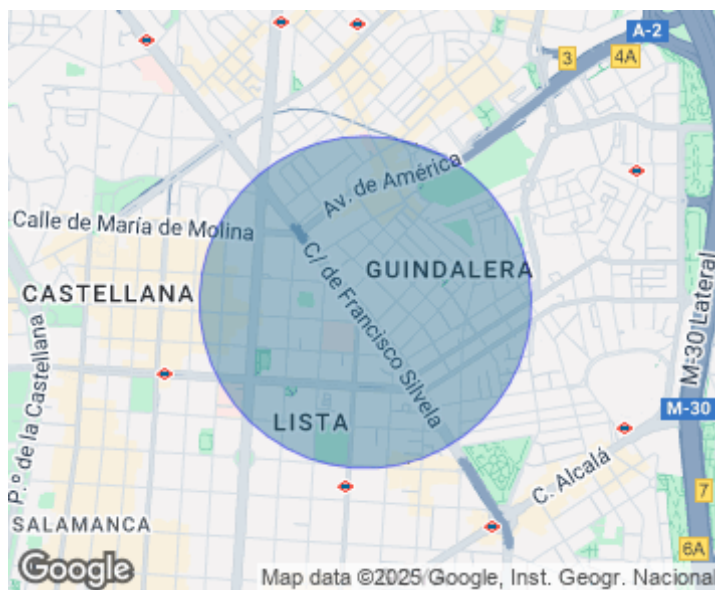 A-2
3
4A
Av. de América
Calle de María de Molina
C/ de Francisco Silvela
GUINDALERA
CASTELLANA
M-30 Lateral
P.º de la Castellana
LISTA
M-30
C. Alcalá
7
SALAMANCA
6A
Google
Map data ©2025 Google, Inst. Geogr. Nacional